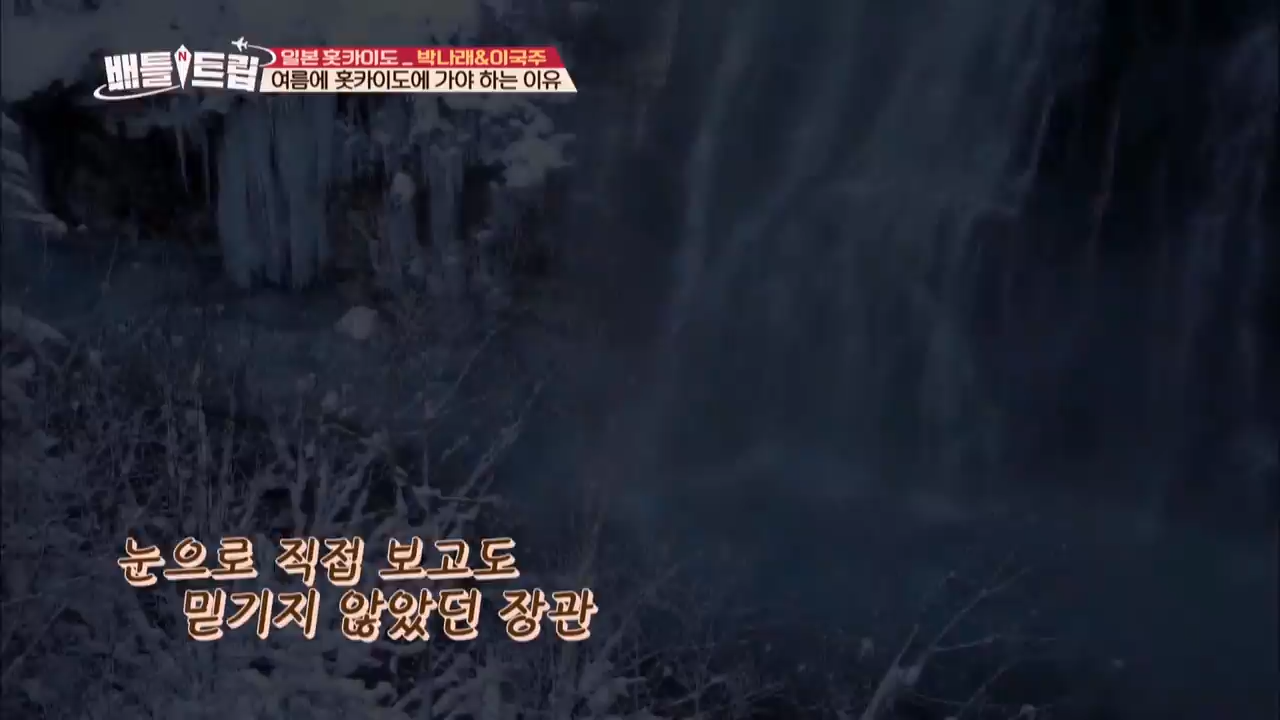 배틀트립
N
일본 홋카이도 _ 박나래&이국주
여름에 홋카이도에 가야 하는 이유
눈으로 직접 보고도
믿기지 않았던 장관